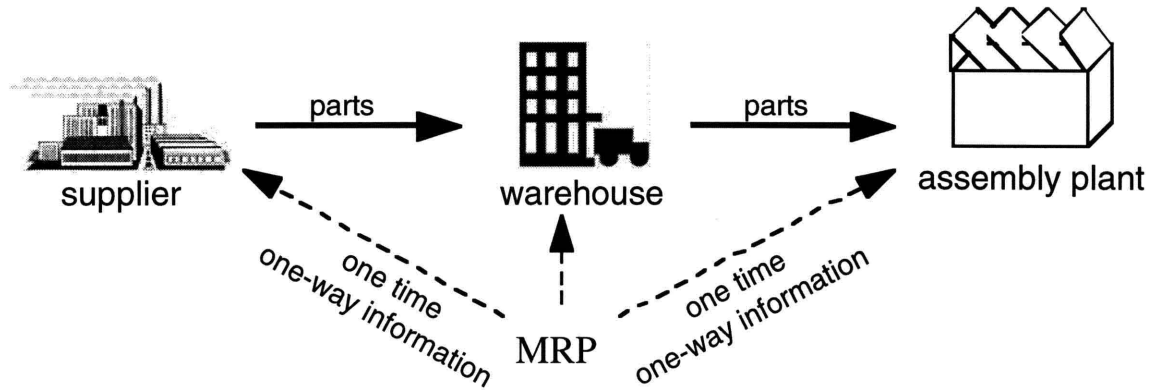 parts
parts
supplier
warehouse
assembly plant
one time
one-way information
one time
one-way information
MRP